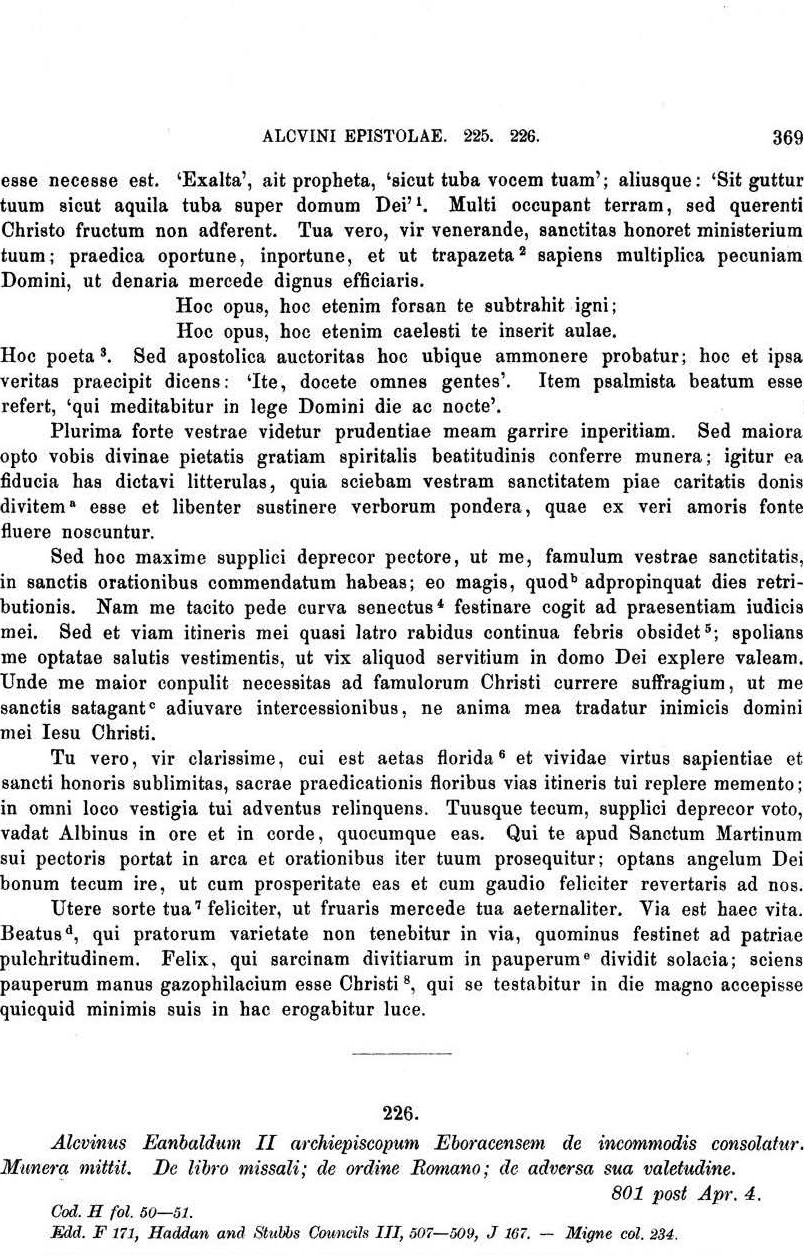 ALCVINI EPISTOLAE. 225. 226. 369
esse necesse est. ‘Exalta’, ait propheta, ‘sicut tuba vocem tuam’; aliusque: ‘Sit guttur
tuum sicut aquila tuba super domum Dei’ ¹. Multi occupant terram, sed querenti
Christo fructum non adferent. Tua vero, vir venerande, sanctitas honoret ministerium
tuum; praedica oportune, inportune, et ut trapazeta ² sapiens multiplica pecuniam
Domini, ut denaria mercede dignus efficiaris.
Hoc opus, hoc etenim forsan te subtrahit igni;
Hoc opus, hoc etenim caelesti te inserit aulae.
Hoc poeta ³. Sed apostolica auctoritas hoc ubique ammonere probatur; hoc et ipsa
veritas praecipit dicens: ‘Ite, docete omnes gentes’. Item psalmista beatum esse
refert, ‘qui meditabitur in lege Domini die ac nocte’.
Plurima forte vestrae videtur prudentiae meam garrire inperitiam. Sed maiora
opto vobis divinae pietatis gratiam spiritalis beatitudinis conferre munera; igitur ea
fiducia has dictavi litterulas, quia sciebam vestram sanctitatem piae caritatis donis
divitem ᵃ esse et libenter sustinere verborum pondera, quae ex veri amoris fonte
fluere noscuntur.
Sed hoc maxime supplici deprecor pectore, ut me, famulum vestrae sanctitatis,
in sanctis orationibus commendatum habeas; eo magis, quod ᵇ adpropinquat dies retri-
butionis. Nam me tacito pede curva senectus ⁴ festinare cogit ad praesentiam iudicis
mei. Sed et viam itineris mei quasi latro rabidus continua febris obsidet ⁵; spolians
me optatae salutis vestimentis, ut vix aliquod servitium in domo Dei explere valeam.
Unde me maior conpulit necessitas ad famulorum Christi currere suffragium, ut me
sanctis satagant ᶜ adiuvare intercessionibus, ne anima mea tradatur inimicis domini
mei Iesu Christi.
Tu vero, vir clarissime, cui est aetas florida ⁶ et vividae virtus sapientiae et
sancti honoris sublimitas, sacrae praedicationis floribus vias itineris tui replere memento;
in omni loco vestigia tui adventus relinquens. Tuusque tecum, supplici deprecor voto,
vadat Albinus in ore et in corde, quocumque eas. Qui te apud Sanctum Martinum
sui pectoris portat in arca et orationibus iter tuum prosequitur; optans angelum Dei
bonum tecum ire, ut cum prosperitate eas et cum gaudio feliciter revertaris ad nos.
Utere sorte tua ⁷ feliciter, ut fruaris mercede tua aeternaliter. Via est haec vita.
Beatus ᵈ, qui pratorum varietate non tenebitur in via, quominus festinet ad patriae
pulchritudinem. Felix, qui sarcinam divitiarum in pauperum ᵉ dividit solacia; sciens
pauperum manus gazophilacium esse Christi ⁸, qui se testabitur in die magno accepisse
quicquid minimis suis in hac erogabitur luce.
226.
Alcvinus Eanbaldum II archiepiscopum Eboracensem de incommodis consolatur.
Munera mittit. De libro missali; de ordine Romano; de adversa sua valetudine.
801 post Apr. 4.
Cod. H fol. 50—51.
Edd. F 171, Haddan and Stubbs Councils III, 507—509, J 167. — Migne col. 234.